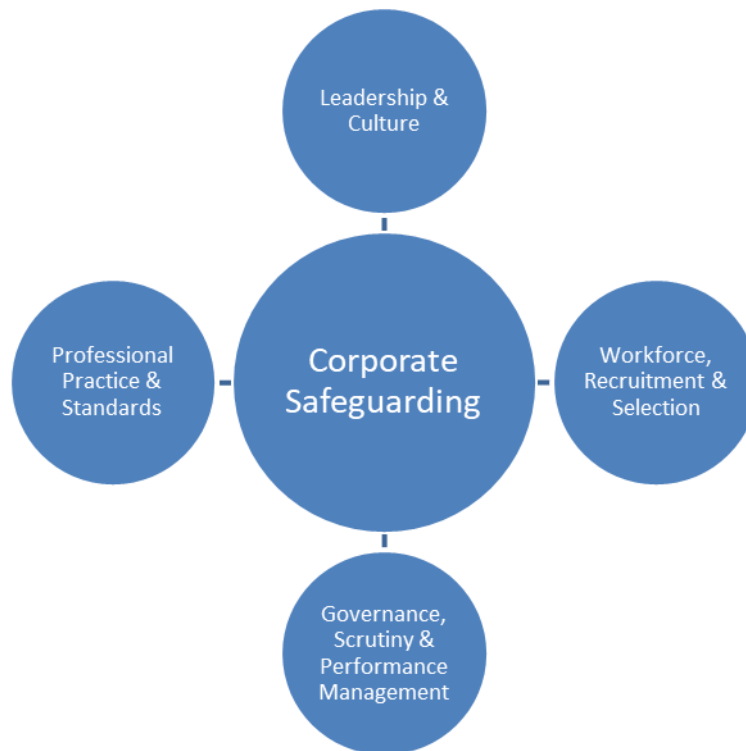 Leadership &
Culture
Professional
Practice &
Standards
Corporate
Safeguarding
Workforce,
Recruitment &
Selection
Governance,
Scrutiny &
Performance
Management